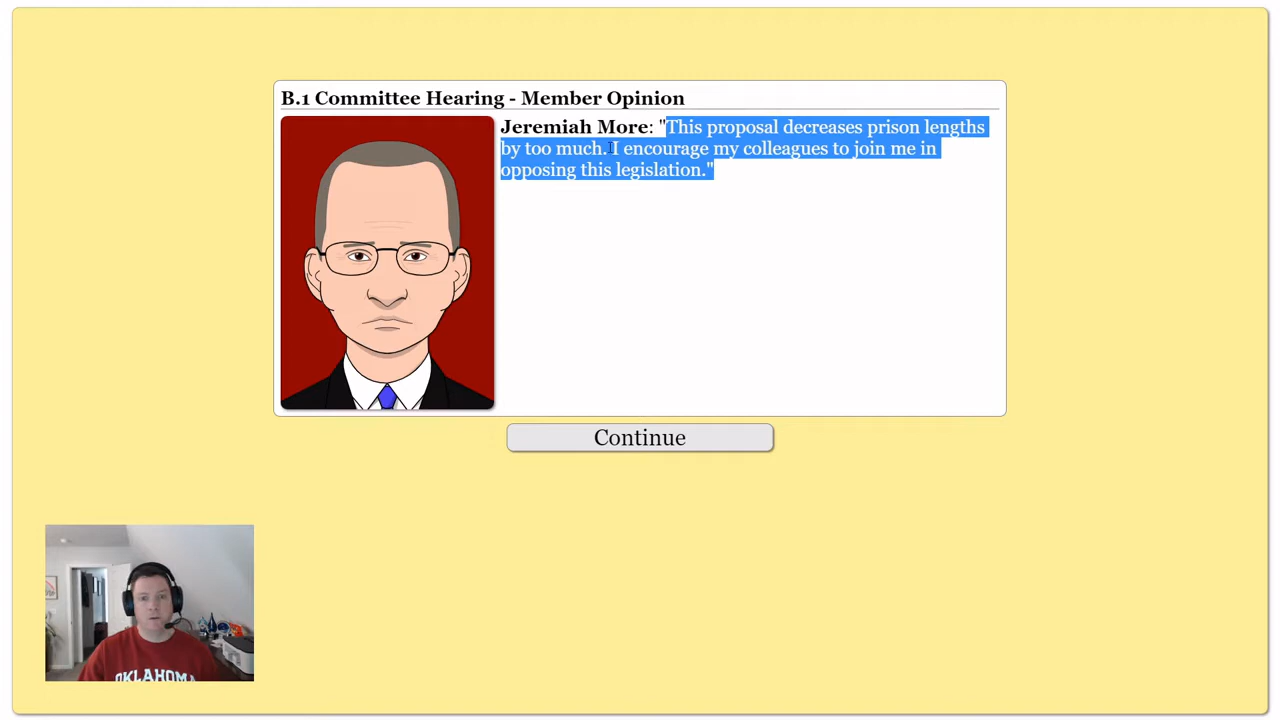 B.1 Committee Hearing - Member Opinion
Jeremiah More: "This proposal decreases prison lengths
by too much. I encourage my colleagues to join me in
opposing this legislation."
Continue
OKLAHOMA